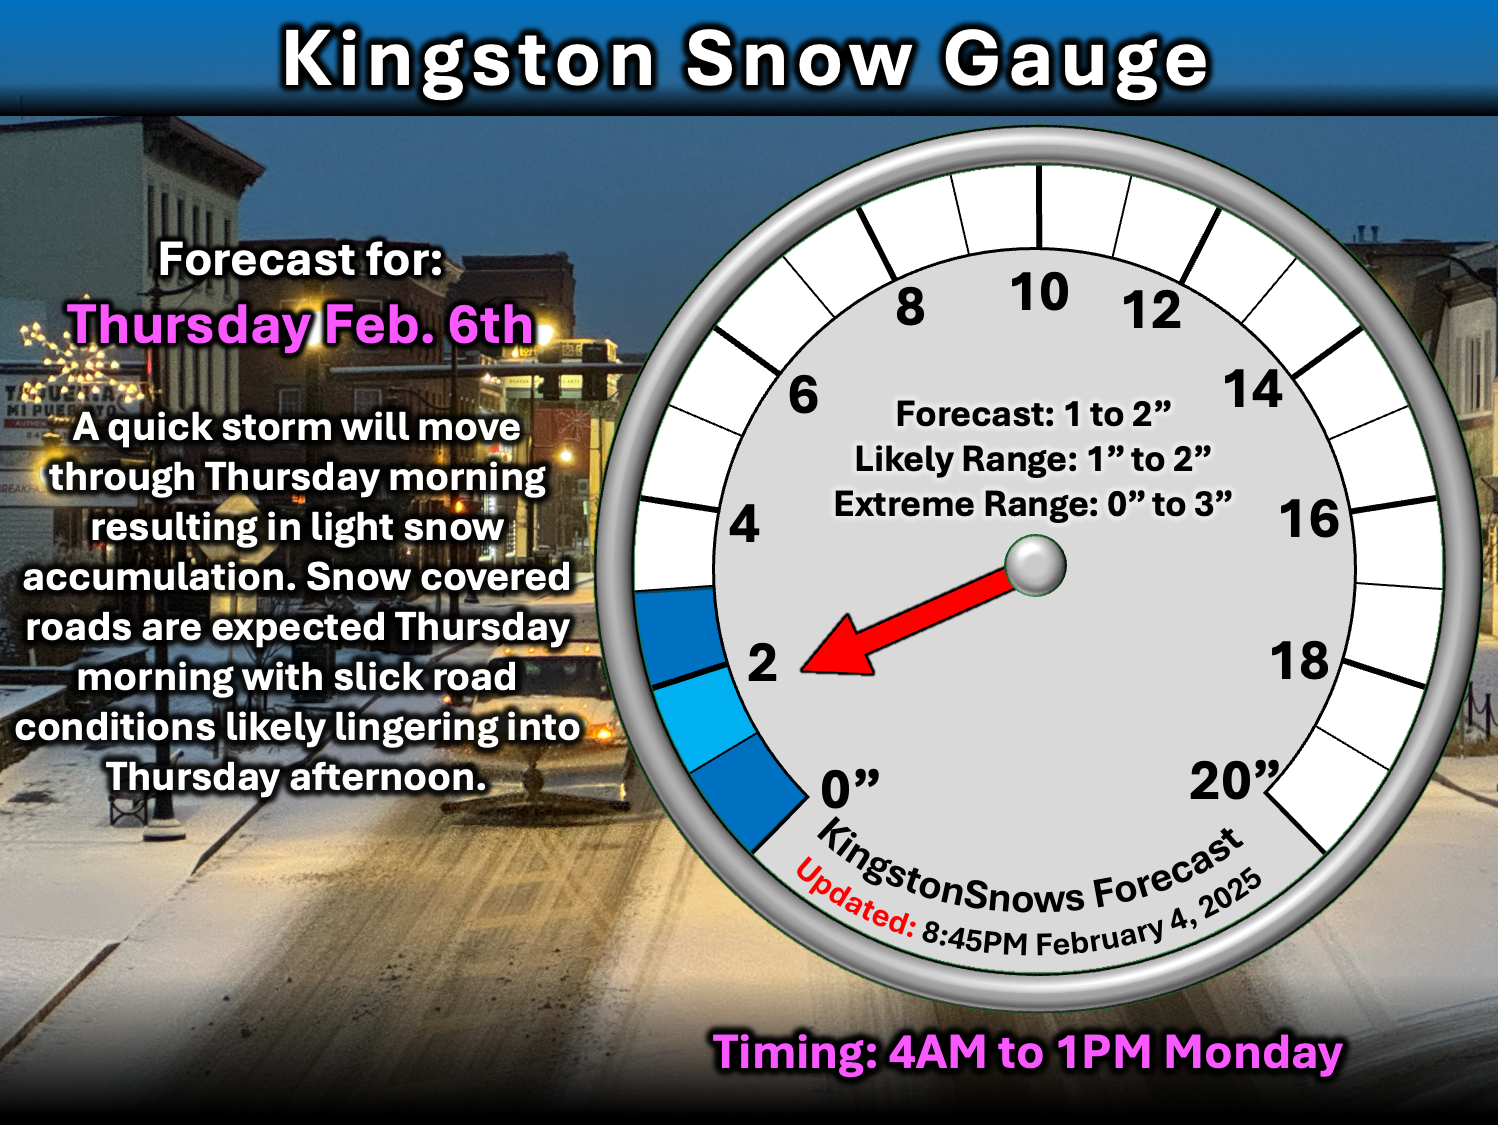 Kingston Snow Gauge
Forecast for:
Thursday Feb. 6th
A quick storm will move
through Thursday morning
resulting in light snow
accumulation. Snow covered
roads are expected Thursday
morning with slick road
conditions likely lingering into
Thursday afternoon.
0”
2
4
6
8
10
12
14
16
18
20”
Forecast: 1 to 2”
Likely Range: 1” to 2”
Extreme Range: 0” to 3”
KingstonSnows Forecast
Updated: 8:45PM February 4, 2025
Timing: 4AM to 1PM Monday